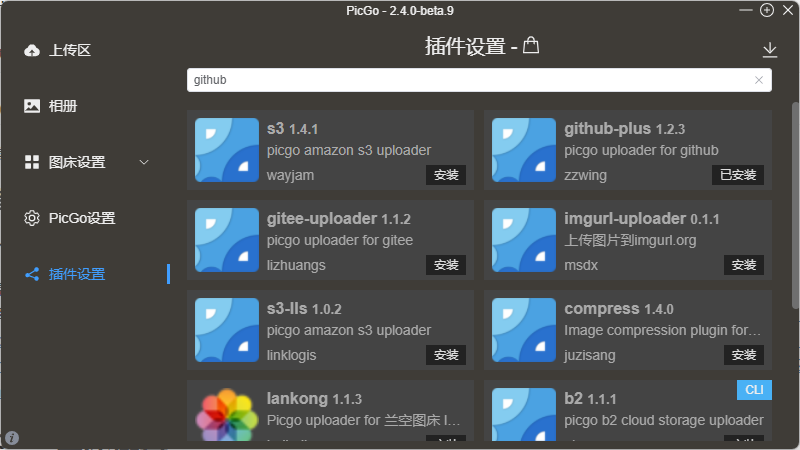 PicGo - 2.4.0-beta.9
上传区
相册
图床设置
PicGo设置
插件设置
插件设置 -
github
s3 1.4.1
picgo amazon s3 uploader
wayjam
安装
github-plus 1.2.3
picgo uploader for github
zzwing
已安装
gitee-uploader 1.1.2
picgo uploader for gitee
lizhuangs
安装
imgurl-uploader 0.1.1
上传图片到imgurl.org
msdx
安装
s3-lls 1.0.2
picgo amazon s3 uploader
linklogis
安装
compress 1.4.0
Image compression plugin for…
juzisang
安装
lankong 1.1.3
Picgo uploader for 兰空图床 l…
CLI
b2 1.1.1
picgo b2 cloud storage uploader